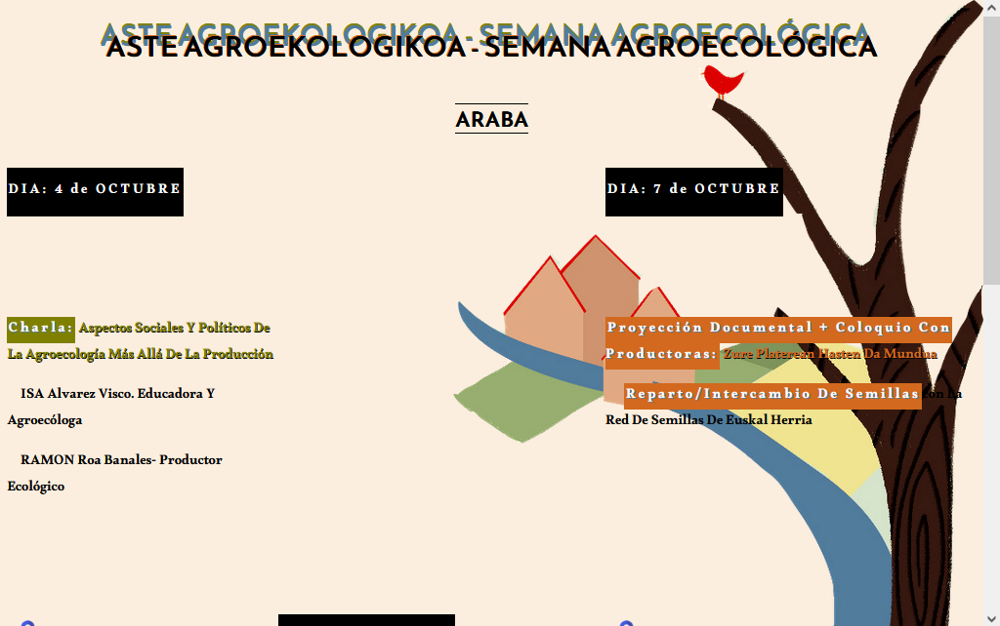 ASTE AGROEKOLOGIKOA - SEMANA AGROECOLÓGICA
ARABA
DIA: 4 de OCTUBRE
DIA: 7 de OCTUBRE
Charla: Aspectos Sociales Y Políticos De
La Agroecología Más Allá De La Producción
ISA Alvarez Visco. Educadora Y
Agroecóloga
RAMON Roa Banales- Productor
Ecológico
Proyección Documental + Coloquio Con
Productoras: Zure Platerean Hasten Da Mundua
Reparto/Intercambio De Semillas con La
Red De Semillas De Euskal Herria